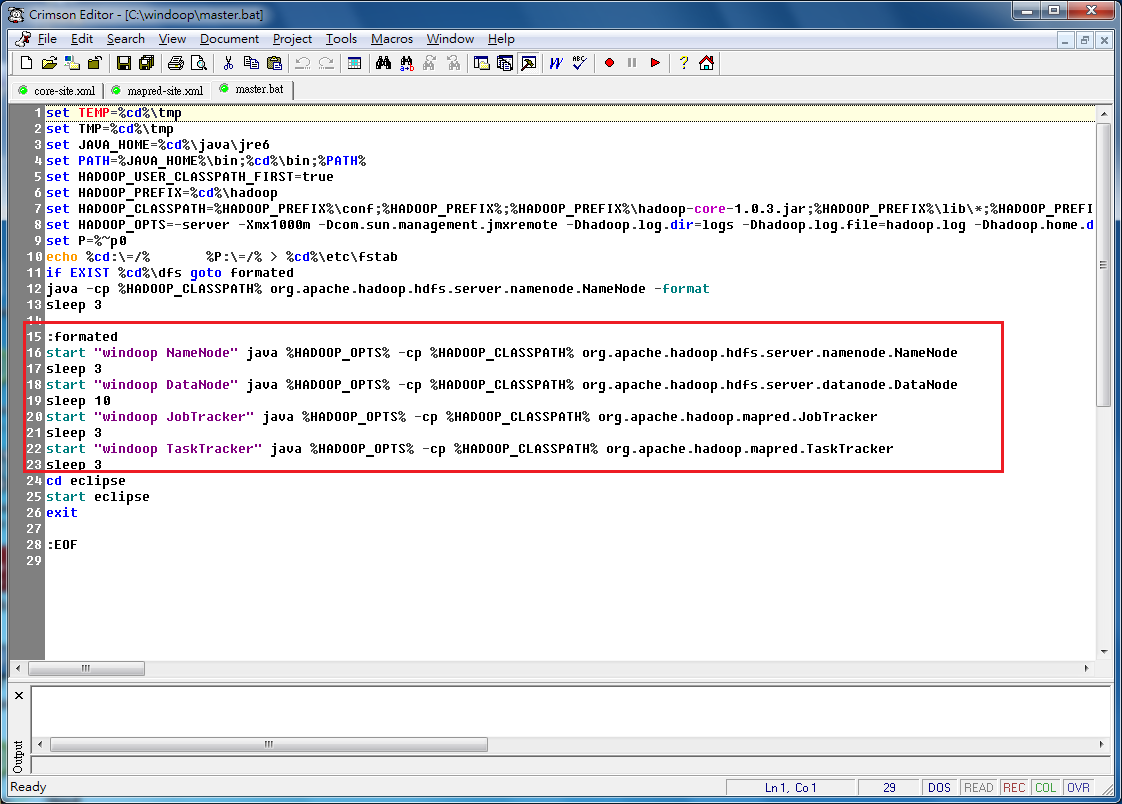 Crimson Editor - [C:\windoop\master.bat]
File Edit Search View Document Project Tools Macros Window Help
core-site.xml mapred-site.xml master.bat
1 set TEMP=%cd%\tmp
2 set TMP=%cd%\tmp
3 set JAVA_HOME=%cd%\java\jre6
4 set PATH=%JAVA_HOME%\bin;%cd%\bin;%PATH%
5 set HADOOP_USER_CLASSPATH_FIRST=true
6 set HADOOP_PREFIX=%cd%\hadoop
7 set HADOOP_CLASSPATH=%HADOOP_PREFIX%\conf;%HADOOP_PREFIX%;%HADOOP_PREFIX%\hadoop-core-1.0.3.jar;%HADOOP_PREFIX%\lib\*;%HADOOP_PREFI
8 set HADOOP_OPTS=-server -Xmx1000m -Dcom.sun.management.jmxremote -Dhadoop.log.dir=logs -Dhadoop.log.file=hadoop.log -Dhadoop.home.d
9 set P=%~p0
10 echo %cd:\=/% %P:\=/% > %cd%\etc\fstab
11 if EXIST %cd%\dfs goto formated
12 java -cp %HADOOP_CLASSPATH% org.apache.hadoop.hdfs.server.namenode.NameNode -format
13 sleep 3
14
15 :formated
16 start "windoop NameNode" java %HADOOP_OPTS% -cp %HADOOP_CLASSPATH% org.apache.hadoop.hdfs.server.namenode.NameNode
17 sleep 3
18 start "windoop DataNode" java %HADOOP_OPTS% -cp %HADOOP_CLASSPATH% org.apache.hadoop.hdfs.server.datanode.DataNode
19 sleep 10
20 start "windoop JobTracker" java %HADOOP_OPTS% -cp %HADOOP_CLASSPATH% org.apache.hadoop.mapred.JobTracker
21 sleep 3
22 start "windoop TaskTracker" java %HADOOP_OPTS% -cp %HADOOP_CLASSPATH% org.apache.hadoop.mapred.TaskTracker
23 sleep 3
24 cd eclipse
25 start eclipse
26 exit
27
28 :EOF
29
Output
Ready Ln 1, Co 1 29 DOS READ REC COL OVR